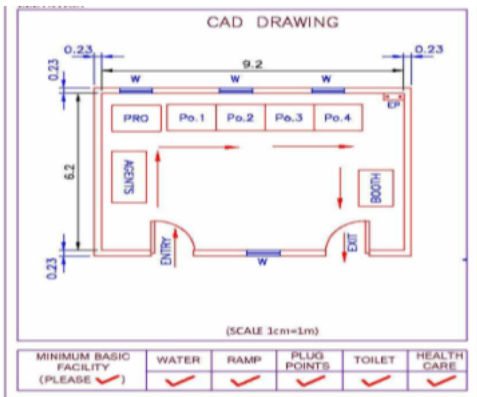 CAD DRAWING
0.23
0.23
9.2
0.23
W
W
W
PRO
Po.1
Po.2
Po.3
Po.4
6.2
AGENTS
BOOTH
ENTRY
EXIT
0.23
W
(SCALE 1cm=1m)
MINIMUM BASIC FACILITY (PLEASE ✓)
WATER
RAMP
PLUG POINTS
TOILET
HEALTH CARE
✓ ✓ ✓ ✓ ✓